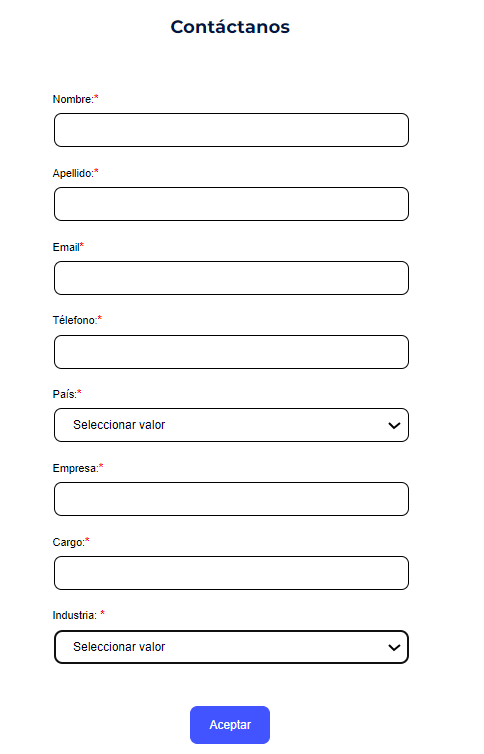 Contáctanos
Nombre:*
Apellido:*
Email*
Télefono:*
País:*
Seleccionar valor
Empresa:*
Cargo:*
Industria: *
Seleccionar valor
Aceptar